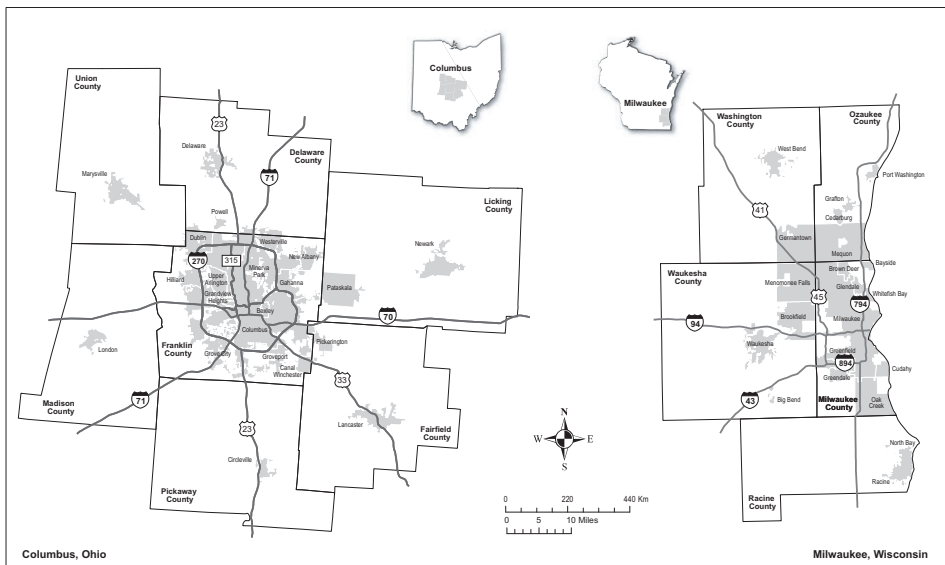 Columbus
Milwaukee
Union
County
23
Delaware
Delaware
County
71
Marysville
Powell
Licking
County
Newark
Dublin
Westerville
270
315
New Albany
Minerva
Park
Hilliard
Upper
Arlington
Gahanna
Grandview
Heights
Pataskala
Bexley
70
Columbus
London
Franklin
County
Grove City
Groveport
Pickerington
Canal
Winchester
33
Madison
County
71
23
Lancaster
Fairfield
County
Circleville
Pickaway
County
Columbus, Ohio
N
W
E
S
0
220
440 Km
0
5
10 Miles
Washington
County
Ozaukee
County
West Bend
Port Washington
41
Grafton
Cedarburg
Germantown
Mequon
Waukesha
County
Brown Deer
Bayside
Menomonee Falls
Glendale
45
Whitefish Bay
794
94
Brookfield
Milwaukee
Waukesha
Greenfield
894
Cudahy
Greendale
43
Big Bend
Milwaukee
County
Oak
Creek
North Bay
Racine
County
Racine
Milwaukee, Wisconsin